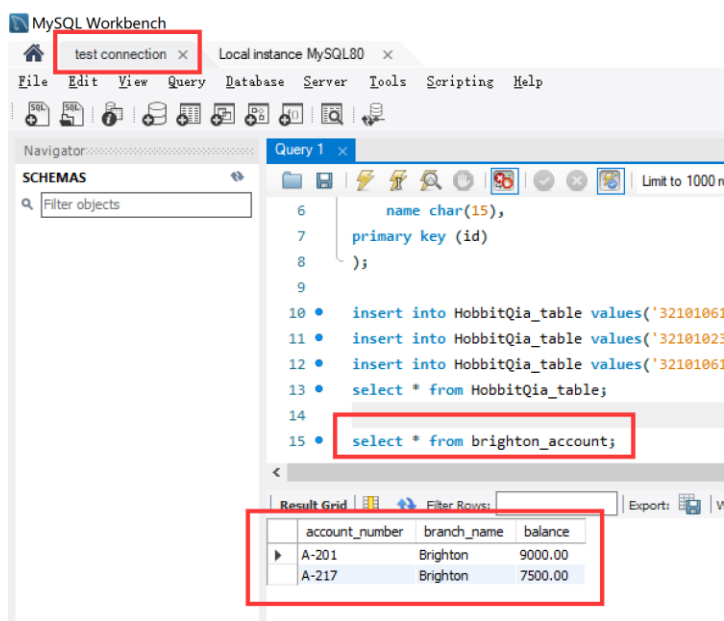 MySQL Workbench
test connection × Local instance MySQL80 ×
File Edit View Query Database Server Tools Scripting Help
Navigator
Query 1 ×
SCHEMAS
Limit to 1000
Filter objects
6 name char(15),
7 primary key (id)
8 );
9
10 insert into HobbitQia_table values('32101061
11 insert into HobbitQia_table values('32101023
12 insert into HobbitQia_table values('32101061
13 select * from HobbitQia_table;
14
15 select * from brighton_account;
Result Grid Filter Rows: Export:
account_number branch_name balance
A-201 Brighton 9000.00
A-217 Brighton 7500.00